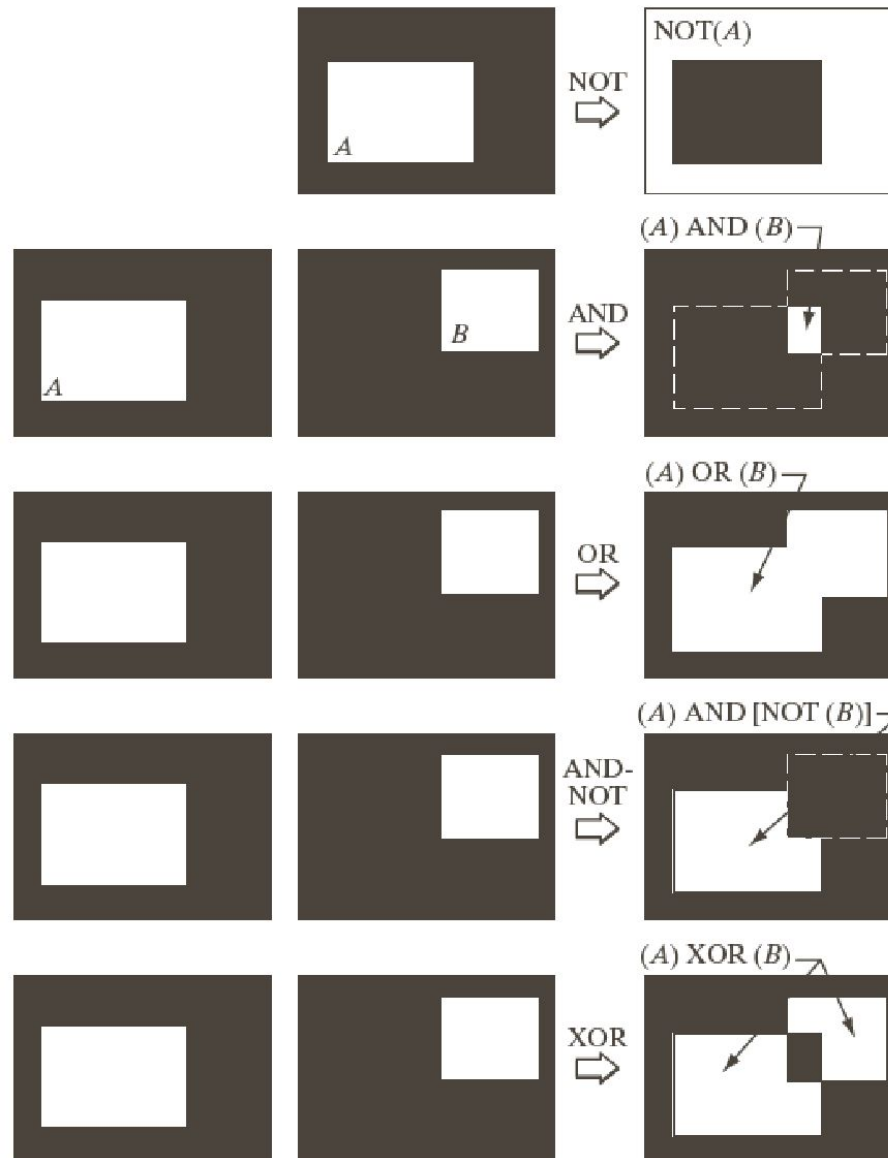 NOT
NOT(A)
A
(A) AND (B)
A
B
AND
(A) OR (B)
OR
(A) AND [NOT (B)]
AND-
NOT
(A) XOR (B)
XOR